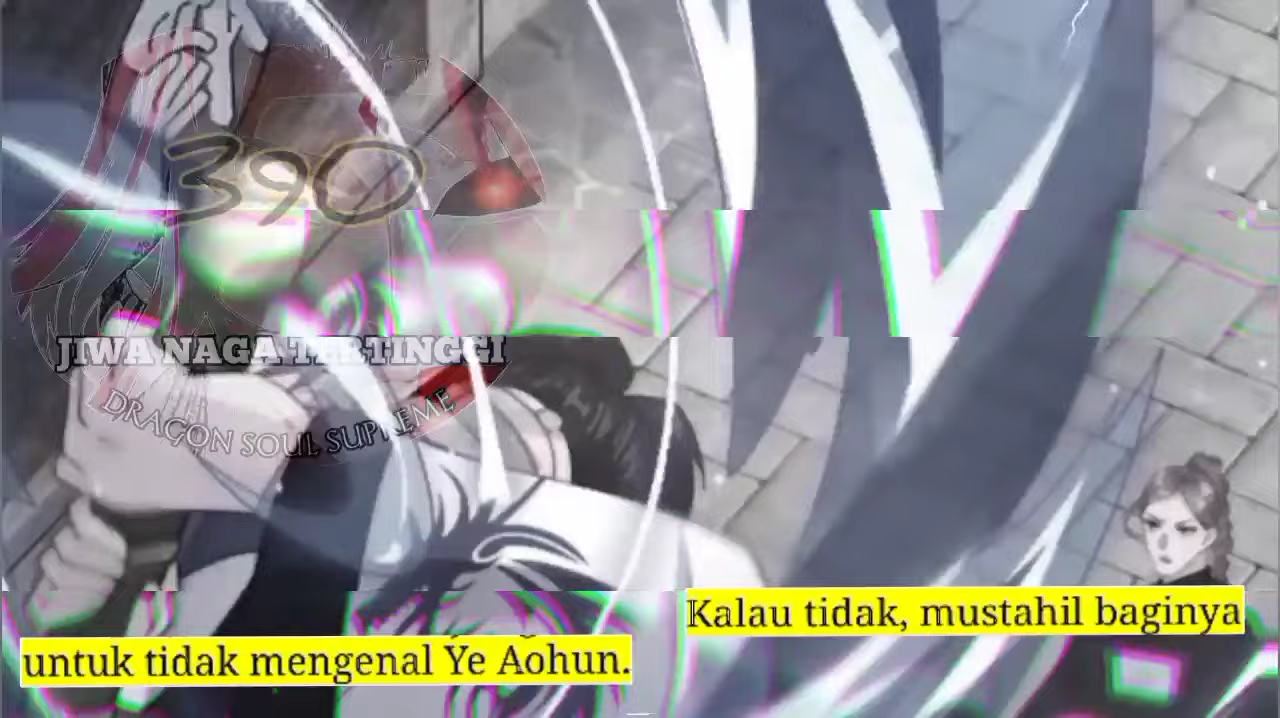 390
JIWA NAGA TERTINGGI
DRAGON SOUL SUPREME
Kalau tidak, mustahil baginya
untuk tidak mengenal Ye Aohun.